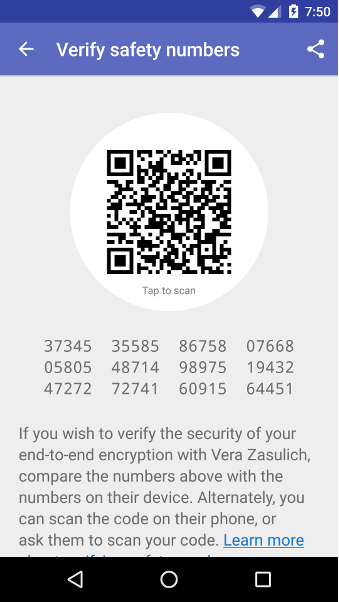 7:50
Verify safety numbers
Tap to scan
37345 35585 86758 07668
05805 48714 98975 19432
47272 72741 60915 64451
If you wish to verify the security of your
end-to-end encryption with Vera Zasulich,
compare the numbers above with the
numbers on their device. Alternately, you
can scan the code on their phone, or
ask them to scan your code. Learn more